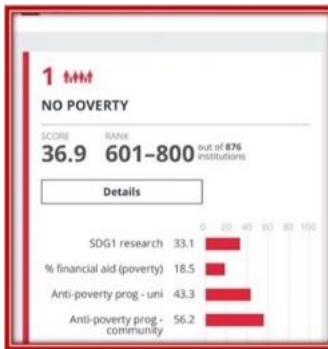 1
NO POVERTY
SCORE RANK
36.9 601–800 out of 876 institutions
Details
0 20 40 60 80 100
SDG1 research 33.1
% financial aid (poverty) 18.5
Anti-poverty prog - uni 43.3
Anti-poverty prog - community 56.2